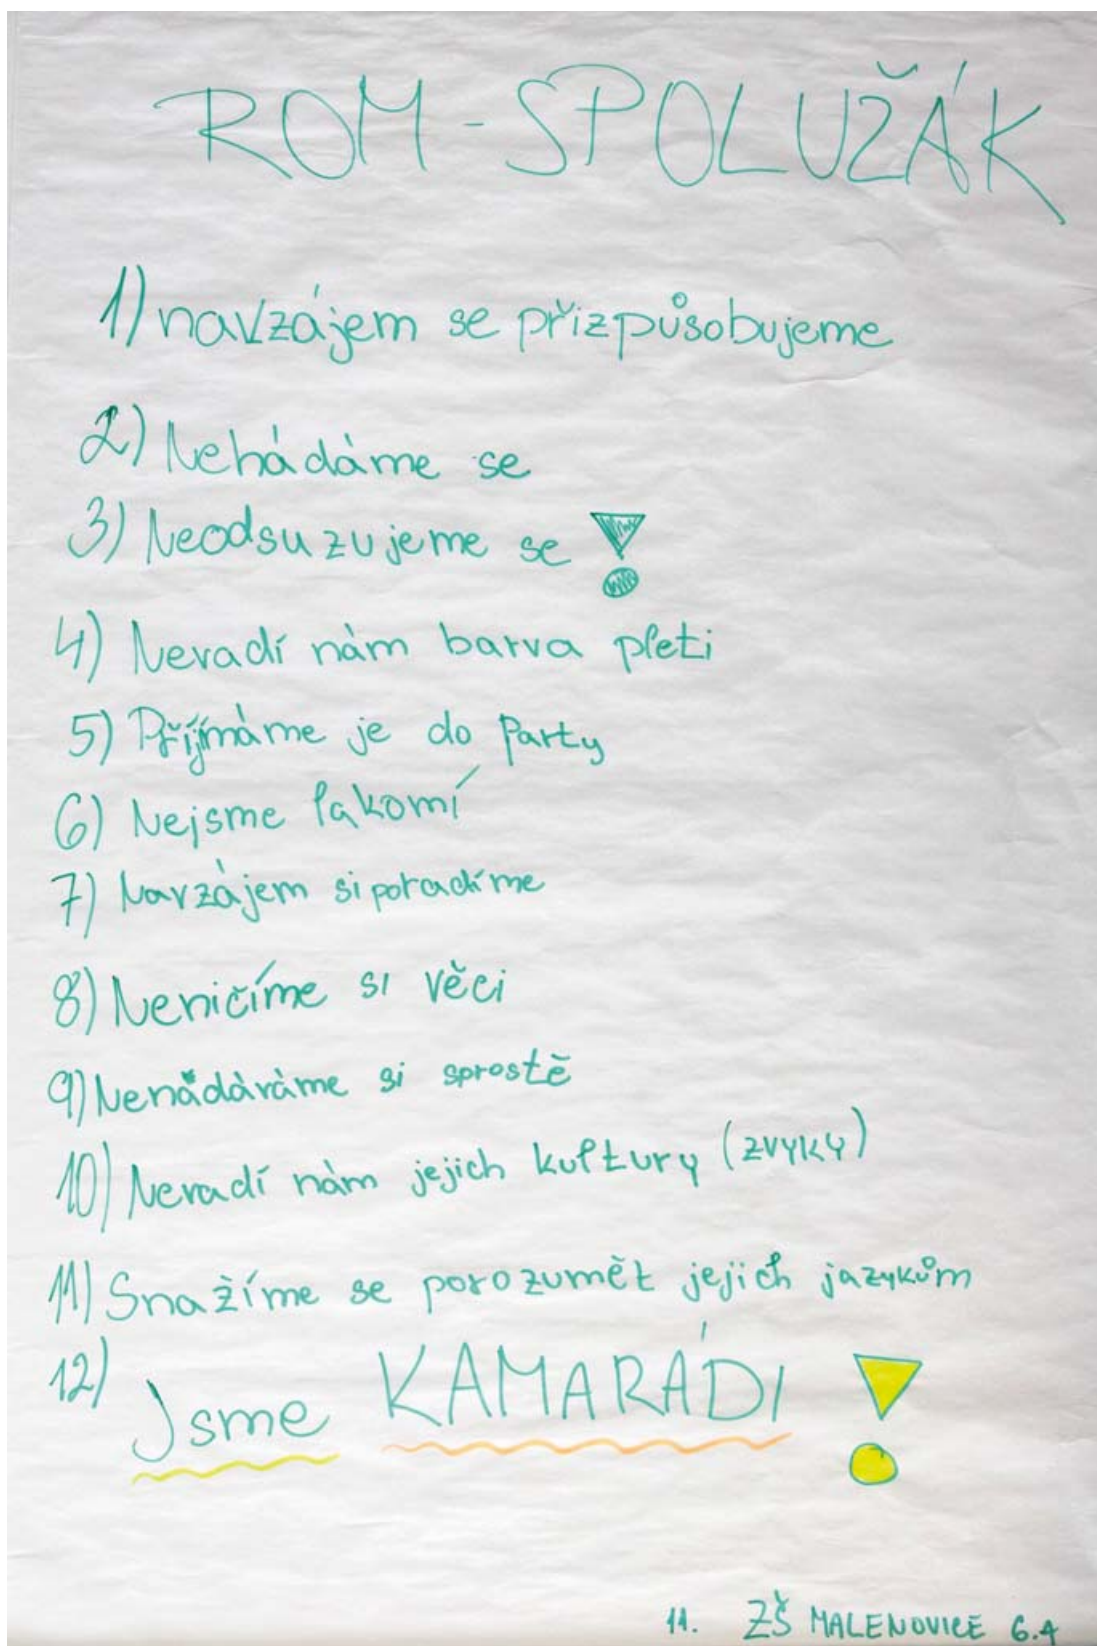 ROM-SPOLUŽÁK
1) navzájem se přizpůsobujeme
2) Nehádáme se
3) Neodsuzujeme se !
4) Nevadí nám barva pleti
5) Přijímáme je do Party
6) Nejsme lakomí
7) Navzájem si poradíme
8) Neničíme si věci
9) Nenadáváme si sprostě
10) Nevadí nám jejich kultury (zvyky)
11) Snažíme se porozumět jejich jazykům
12) Jsme KAMARÁDI !
11. ZŠ MALENOVICE 6.A